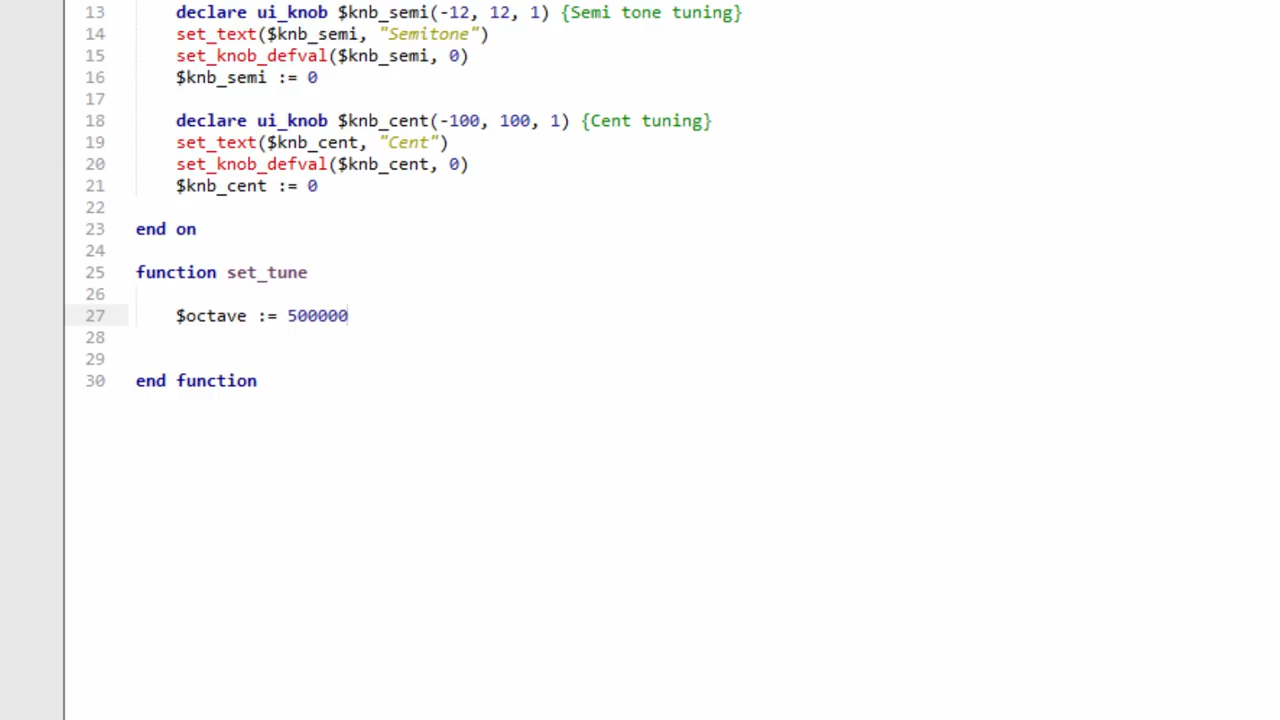 13 declare ui_knob $knb_semi(-12, 12, 1) {Semi tone tuning}
14 set_text($knb_semi, "Semitone")
15 set_knob_defval($knb_semi, 0)
16 $knb_semi := 0
17
18 declare ui_knob $knb_cent(-100, 100, 1) {Cent tuning}
19 set_text($knb_cent, "Cent")
20 set_knob_defval($knb_cent, 0)
21 $knb_cent := 0
22
23 end on
24
25 function set_tune
26
27 $octave := 500000
28
29
30 end function